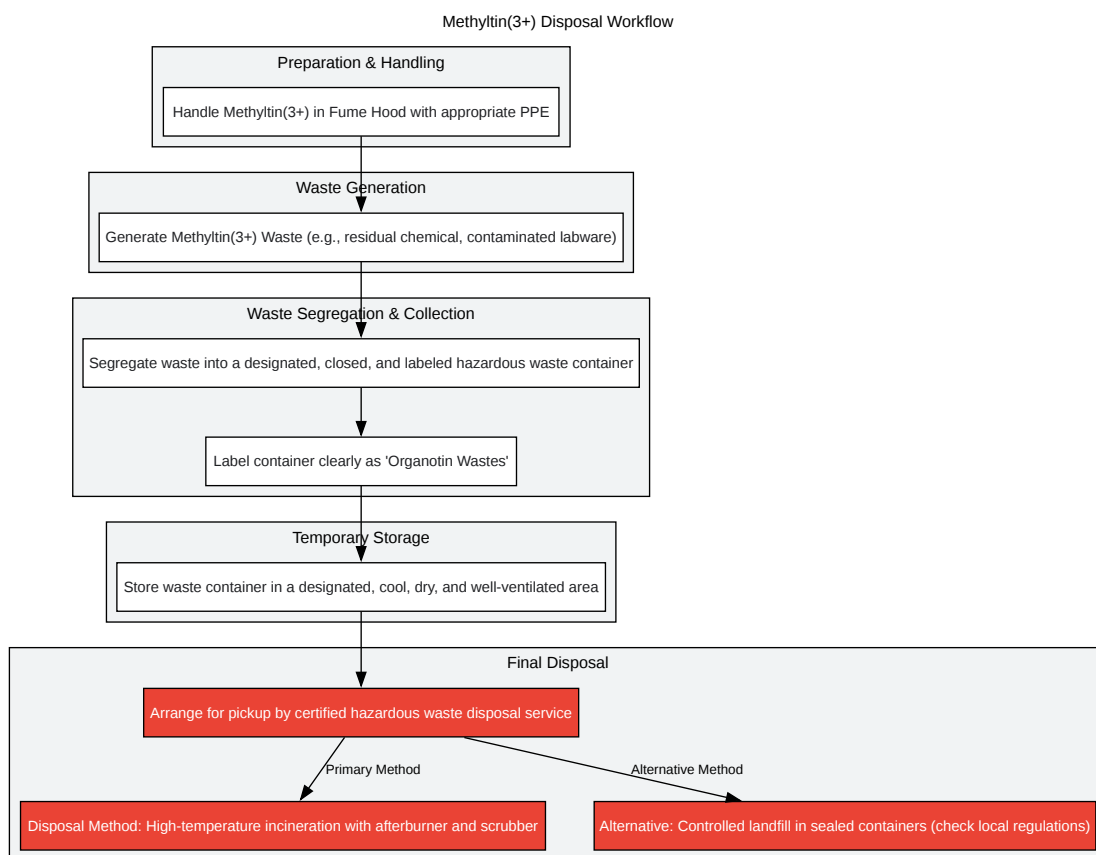 Methyltin(3+) Disposal Workflow
Preparation & Handling
Handle Methyltin(3+) in Fume Hood with appropriate PPE
Waste Generation
Generate Methyltin(3+) Waste (e.g., residual chemical, contaminated labware)
Waste Segregation & Collection
Segregate waste into a designated, closed, and labeled hazardous waste container
Label container clearly as 'Organotin Wastes'
Temporary Storage
Store waste container in a designated, cool, dry, and well-ventilated area
Final Disposal
Arrange for pickup by certified hazardous waste disposal service
Primary Method
Alternative Method
Disposal Method: High-temperature incineration with afterburner and scrubber
Alternative: Controlled landfill in sealed containers (check local regulations)